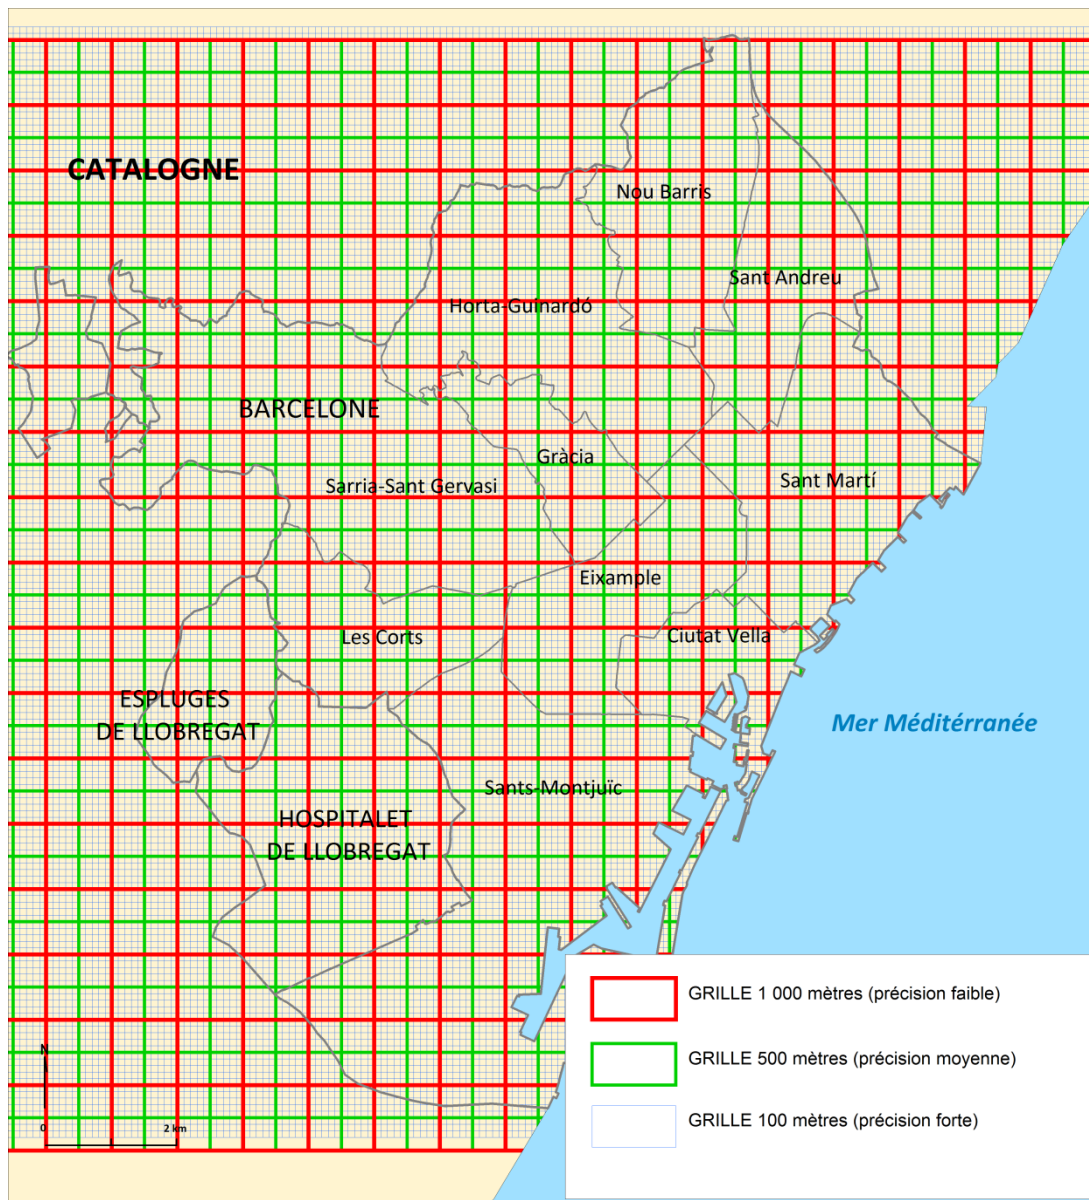 CATALOGNE
Nou Barris
Sant Andreu
Horta-Guinardó
BARCELONE
Gràcia
Sarria-Sant Gervasi
Sant Martí
Eixample
Les Corts
Ciutat Vella
ESPLUGES
DE LLOBREGAT
Mer Méditérranée
Sants-Montjuïc
HOSPITALET
DE LLOBREGAT
GRILLE 1 000 mètres (précision faible)
GRILLE 500 mètres (précision moyenne)
GRILLE 100 mètres (précision forte)
N
0 2 km